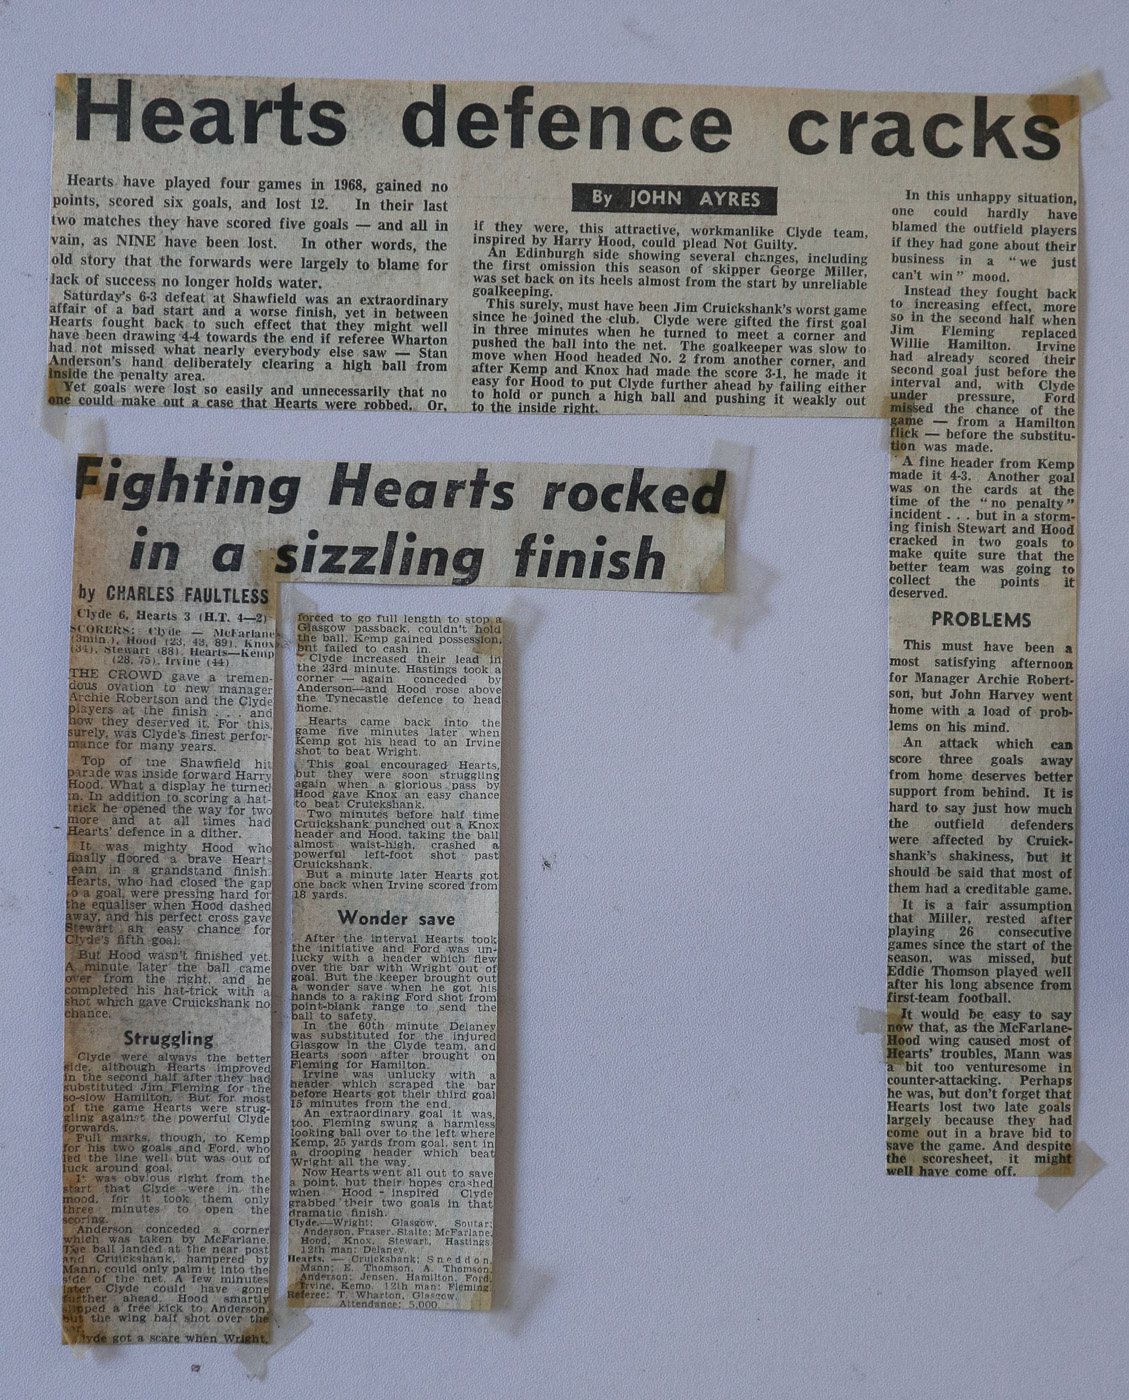 Hearts defence cracks
Hearts have played four games in 1968, gained no
points, scored six goals, and lost 12. In their last
two matches they have scored five goals — and all in
vain, as NINE have been lost. In other words, the
old story that the forwards were largely to blame for
lack of success no longer holds water.
Saturday's 6-3 defeat at Shawfield was an extraordinary
affair of a bad start and a worse finish, yet in between
Hearts fought back to such effect that they might well
have been drawing 4-4 towards the end if referee Wharton
had not missed what nearly everybody else saw — Stan
Anderson's hand deliberately clearing a high ball from
inside the penalty area.
Yet goals were lost so easily and unnecessarily that no
one could make out a case that Hearts were robbed. Or,
By JOHN AYRES
if they were, this attractive, workmanlike Clyde team,
inspired by Harry Hood, could plead Not Guilty.
An Edinburgh side showing several changes, including
the first omission this season of skipper George Miller,
was set back on its heels almost from the start by unreliable
goalkeeping.
This surely, must have been Jim Cruickshank's worst game
since he joined the club. Clyde were gifted the first goal
in three minutes when he turned to meet a corner and
pushed the ball into the net. The goalkeeper was slow to
move when Hood headed No. 2 from another corner, and
after Kemp and Knox had made the score 3-1, he made it
easy for Hood to put Clyde further ahead by failing either
to hold or punch a high ball and pushing it weakly out
to the inside right.
In this unhappy situation,
one could hardly have
blamed the outfield players
if they had gone about their
business in a "we just
can't win" mood.
Instead they fought back
to increasing effect, more
so in the second half when
Jim Fleming replaced
Willie Hamilton. Irvine
had already scored their
second goal just before the
interval and, with Clyde
under pressure, Ford
missed the chance of the
game — from a Hamilton
flick — before the substitu-
tion was made.
A fine header from Kemp
made it 4-3. Another goal
was on the cards at the
time of the "no penalty"
incident . . . but in a storm-
ing finish Stewart and Hood
cracked in two goals to
make quite sure that the
better team was going to
collect the points it
deserved.
PROBLEMS
This must have been a
most satisfying afternoon
for Manager Archie Robert-
son, but John Harvey went
home with a load of prob-
lems on his mind.
An attack which can
score three goals away
from home deserves better
support from behind. It is
hard to say just how much
the outfield defenders
were affected by Cruick-
shank's shakiness, but it
should be said that most of
them had a creditable game.
It is a fair assumption
that Miller, rested after
playing 26 consecutive
games since the start of the
season, was missed, but
Eddie Thomson played well
after his long absence from
first-team football.
It would be easy to say
now that, as the McFarlane-
Hood wing caused most of
Hearts' troubles, Mann was
a bit too venturesome in
counter-attacking. Perhaps
he was, but don't forget that
Hearts lost two late goals
largely because they had
come out in a brave bid to
save the game. And despite
the scoresheet, it might
well have come off.
Fighting Hearts rocked
in a sizzling finish
by CHARLES FAULTLESS
Clyde 6, Hearts 3 (H.T. 4—2)
SCORERS: Clyde — McFarlane
(3min.), Hood (23, 43, 89), Knox
(34), Stewart (88). Hearts—Kemp
(28, 75), Irvine (44)
THE CROWD gave a tremen-
dous ovation to new manager
Archie Robertson and the Clyde
players at the finish . . . and
how they deserved it. For this,
surely, was Clyde's finest perfor-
mance for many years.
Top of the Shawfield hit
parade was inside forward Harry
Hood. What a display he turned
in. In addition to scoring a hat-
trick he opened the way for two
more and at all times had
Hearts' defence in a dither.
It was mighty Hood who
finally floored a brave Hearts
team in a grandstand finish.
Hearts, who had closed the gap
to a goal, were pressing hard for
the equaliser when Hood dashed
away, and his perfect cross gave
Stewart an easy chance for
Clyde's fifth goal.
But Hood wasn't finished yet.
A minute later the ball came
over from the right, and he
completed his hat-trick with a
shot which gave Cruickshank no
chance.
Struggling
Clyde were always the better
side, although Hearts improved
in the second half after they had
substituted Jim Fleming for the
so-slow Hamilton. But for most
of the game Hearts were strug-
gling against the powerful Clyde
forwards.
Full marks, though, to Kemp
for his two goals and Ford, who
led the line well but was out of
luck around goal.
It was obvious right from the
start that Clyde were in the
mood, for it took them only
three minutes to open the
scoring.
Anderson conceded a corner
which was taken by McFarlane.
The ball landed at the near post
and Cruickshank, hampered by
Mann, could only palm it into the
side of the net. A few minutes
later Clyde could have gone
further ahead. Hood smartly
slipped a free kick to Anderson,
but the wing half shot over the
Clyde got a scare when Wright,
forced to go full length to stop a
Glasgow passback, couldn't hold
the ball. Kemp gained possession,
but failed to cash in.
Clyde increased their lead in
the 23rd minute. Hastings took a
corner — again conceded by
Anderson—and Hood rose above
the Tynecastle defence to head
home.
Hearts came back into the
game five minutes later when
Kemp got his head to an Irvine
shot to beat Wright.
This goal encouraged Hearts,
but they were soon struggling
again when a glorious pass by
Hood gave Knox an easy chance
to beat Cruickshank.
Two minutes before half time
Cruickshank punched out a Knox
header and Hood, taking the ball
almost waist-high, crashed a
powerful left-foot shot past
Cruickshank.
But a minute later Hearts got
one back when Irvine scored from
18 yards.
Wonder save
After the interval Hearts took
the initiative and Ford was un-
lucky with a header which flew
over the bar with Wright out of
goal. But the keeper brought out
a wonder save when he got his
hands to a raking Ford shot from
point-blank range to send the
ball to safety.
In the 60th minute Delaney
was substituted for the injured
Glasgow in the Clyde team, and
Hearts soon after brought on
Fleming for Hamilton.
Irvine was unlucky with a
header which scraped the bar
before Hearts got their third goal
15 minutes from the end.
An extraordinary goal it was,
too. Fleming swung a harmless
looking ball over to the left where
Kemp, 25 yards from goal, sent in
a drooping header which beat
Wright all the way.
Now Hearts went all out to save
a point, but their hopes crashed
when Hood - inspired Clyde
grabbed their two goals in that
dramatic finish.
Clyde.—Wright; Glasgow, Soutar;
Anderson, Fraser, Staite; McFarlane,
Hood, Knox, Stewart, Hastings.
12th man: Delaney.
Hearts. — Cruickshank; Sneddon,
Mann; E. Thomson, A. Thomson,
Anderson; Jensen, Hamilton, Ford,
Irvine, Kemp. 12th man: Fleming.
Referee: T. Wharton, Glasgow.
Attendance: 5,000.